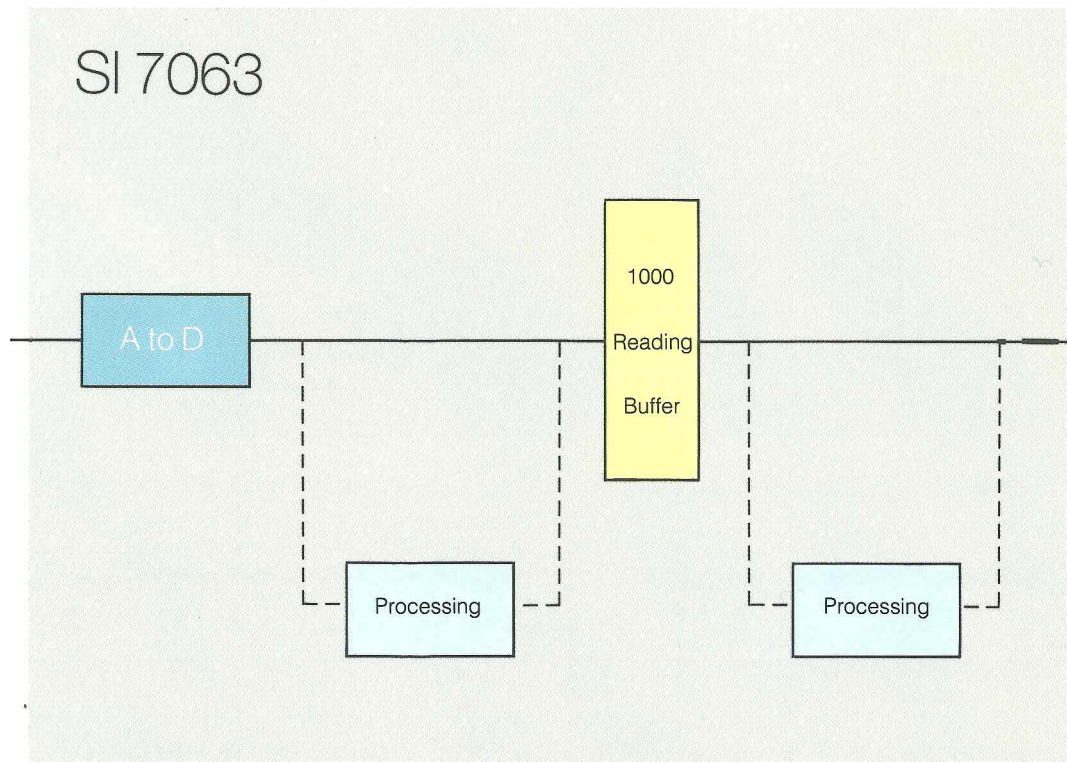 SI 7063
A to D
1000
Reading
Buffer
Processing
Processing